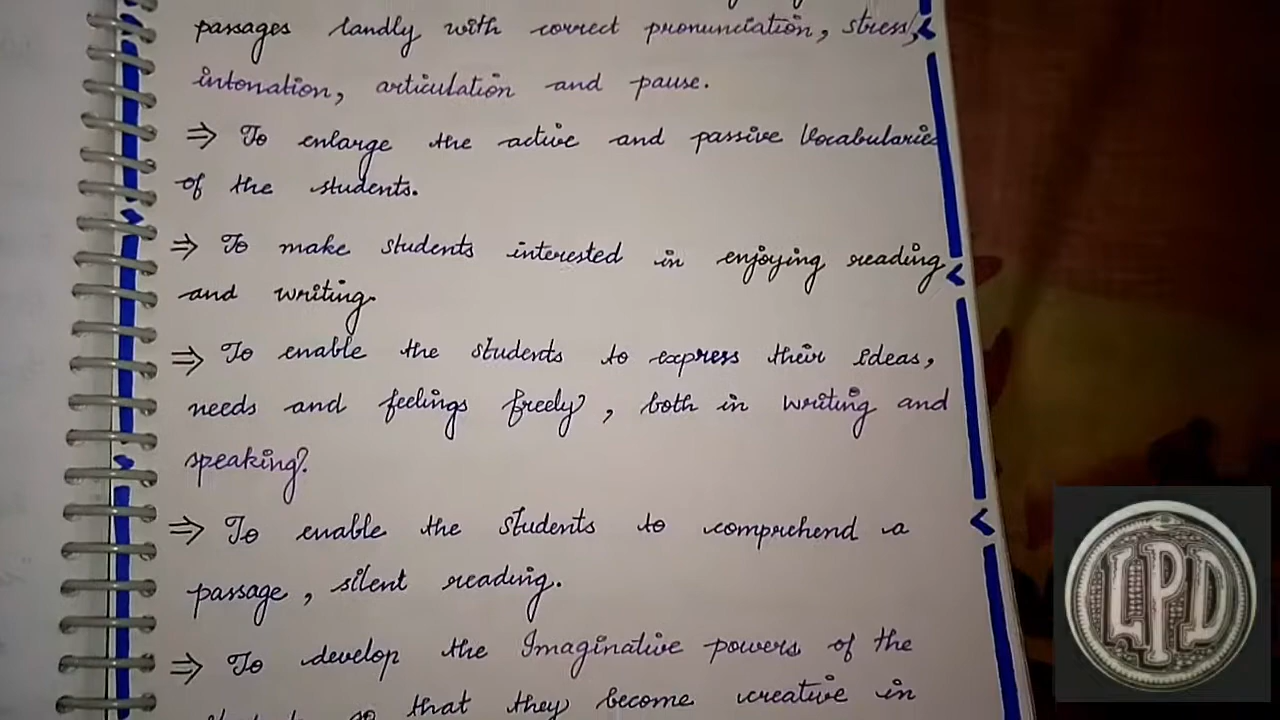 passages landly with correct pronunciation, stress,
intonation, articulation and pause.
⇒ To enlarge the active and passive Vocabularies
of the students.
⇒ To make students interested in enjoying reading
and writing.
⇒ To enable the students to express their ideas,
needs and feelings freely, both in writing and
speaking.
⇒ To enable the students to comprehend a
passage, silent reading.
⇒ To develop the Imaginative powers of the
so that they become creative in
LPD